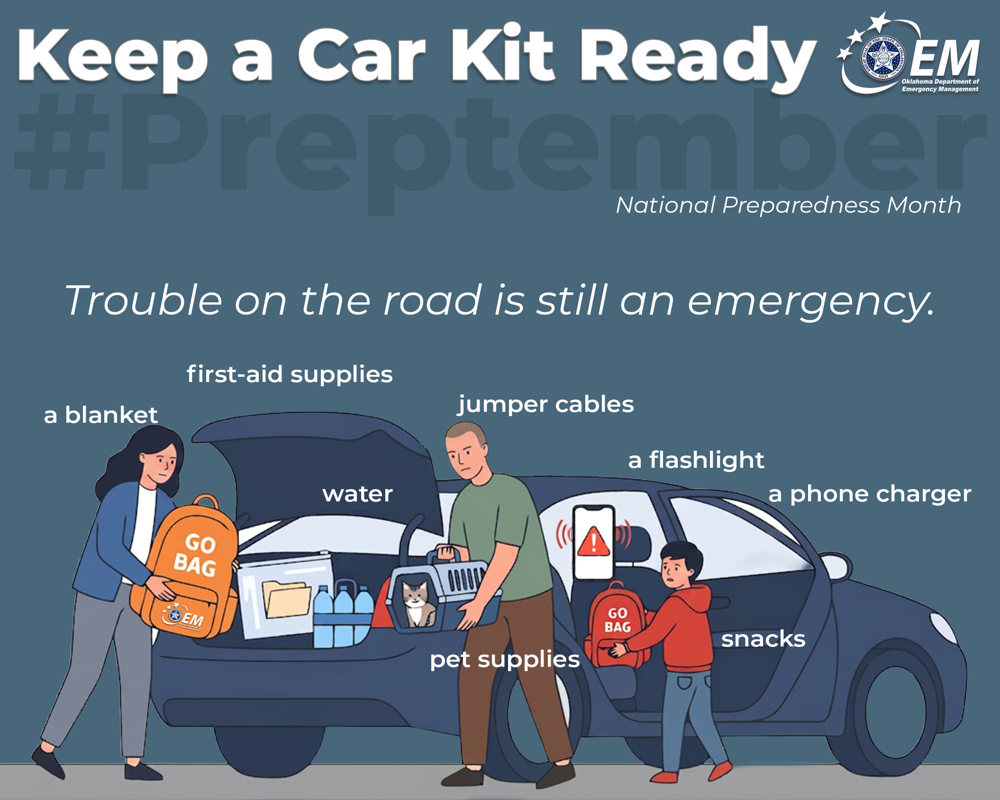 Keep a Car Kit Ready
GREAT SEAL OF THE STATE OF OKLAHOMA
1907
EM
Oklahoma Department of
Emergency Management
#Preptember
National Preparedness Month
Trouble on the road is still an emergency.
first-aid supplies
jumper cables
a blanket
a flashlight
water
a phone charger
GO
BAG
!
GO
BAG
EM
snacks
pet supplies